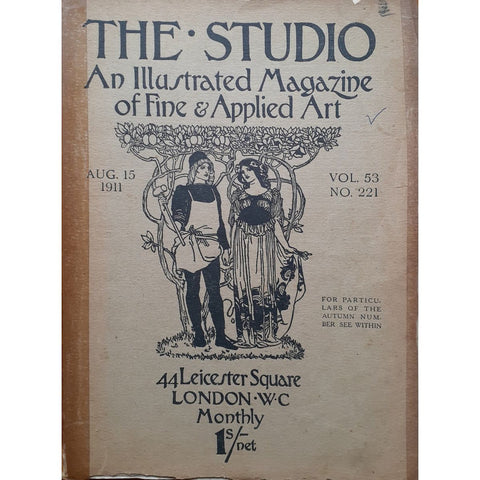 THE · STUDIO
An Illustrated Magazine
of Fine & Applied Art
AUG. 15
1911
VOL. 53
NO. 221
FOR PARTICU-
LARS OF THE
AUTUMN NUM-
BER SEE WITHIN
44 Leicester Square
LONDON · W · C
Monthly
1s/- net